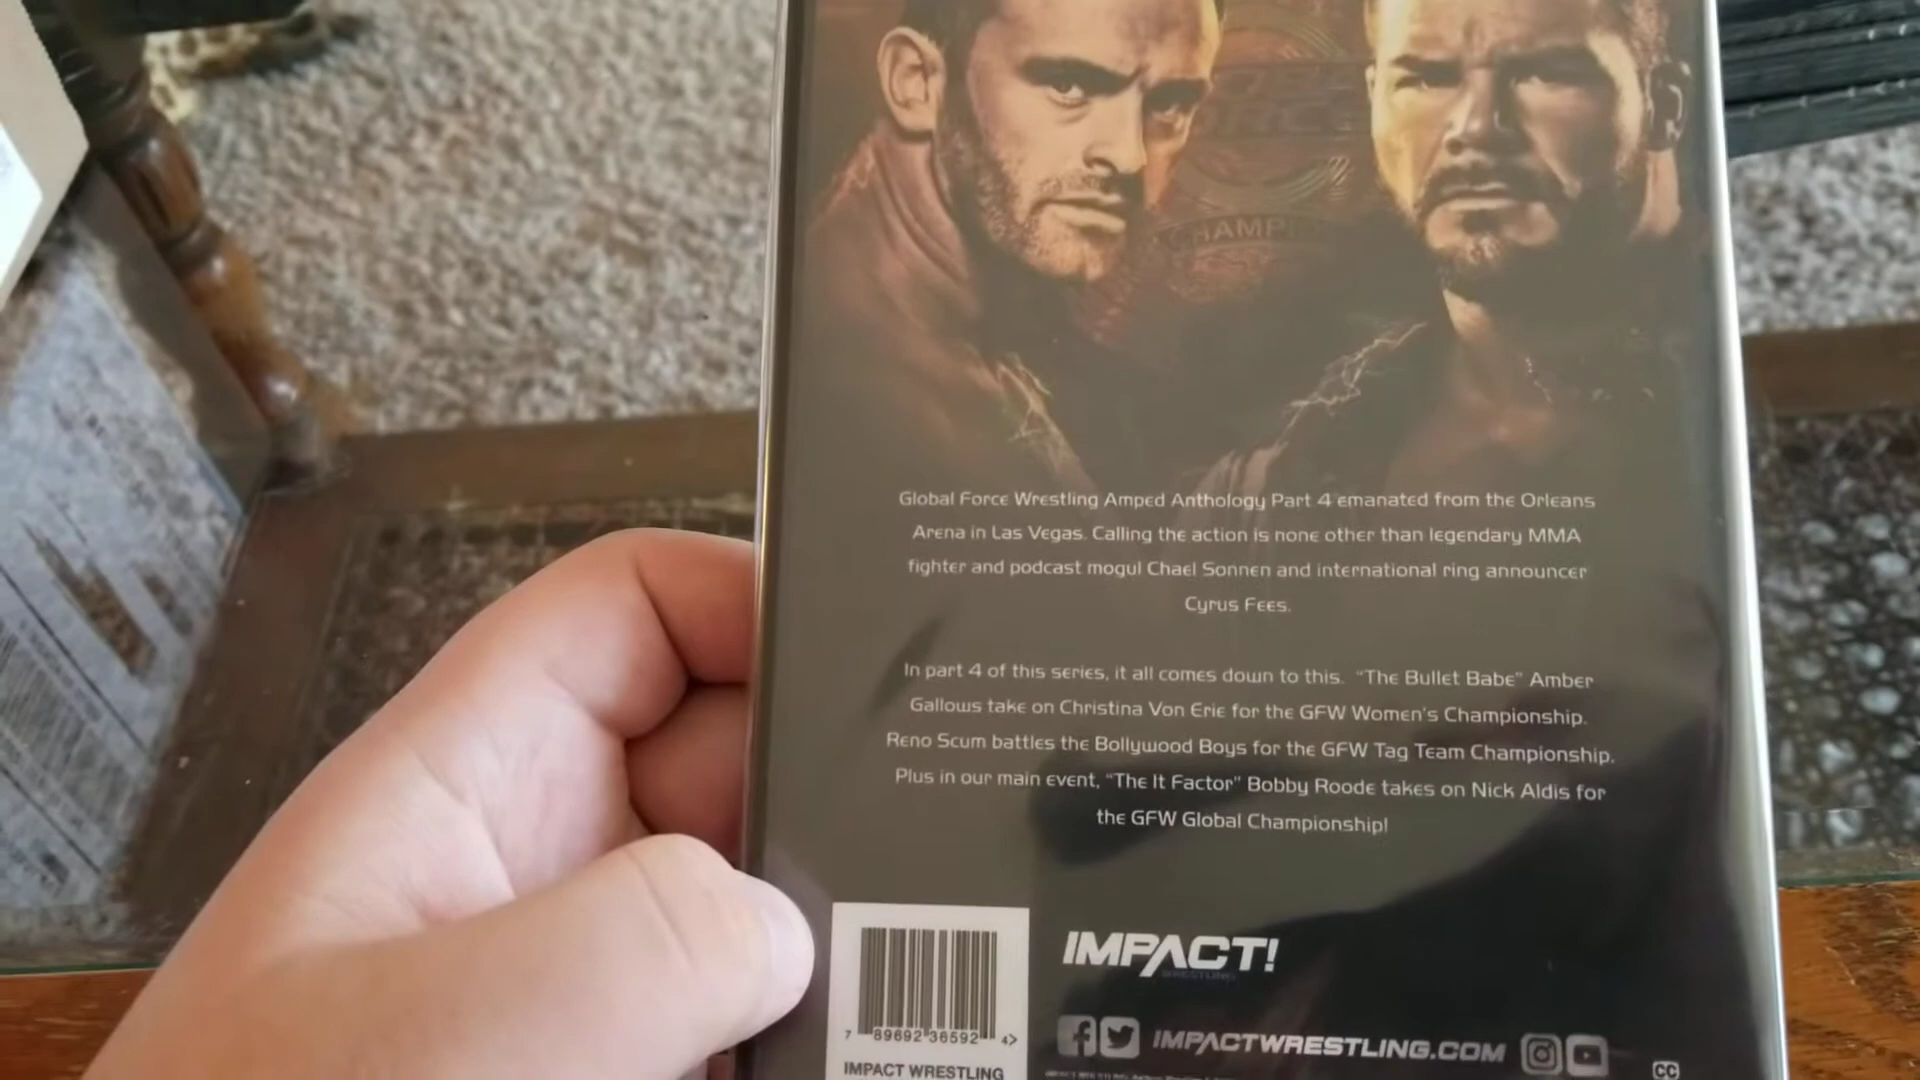 CHAMPI
Global Force Wrestling Amped Anthology Part 4 emanated from the Orleans
Arena in Las Vegas. Calling the action is none other than legendary MMA
fighter and podcast mogul Chael Sonnen and international ring announcer
Cyrus Fees.
In part 4 of this series, it all comes down to this. "The Bullet Babe" Amber
Gallows take on Christina Von Erie for the GFW Women's Championship.
Reno Scum battles the Bollywood Boys for the GFW Tag Team Championship.
Plus in our main event, "The It Factor" Bobby Roode takes on Nick Aldis for
the GFW Global Championship!
IMPACT!
WRESTLING
7 89692 36592 4>
IMPACTWRESTLING.COM
IMPACT WRESTLING
CC